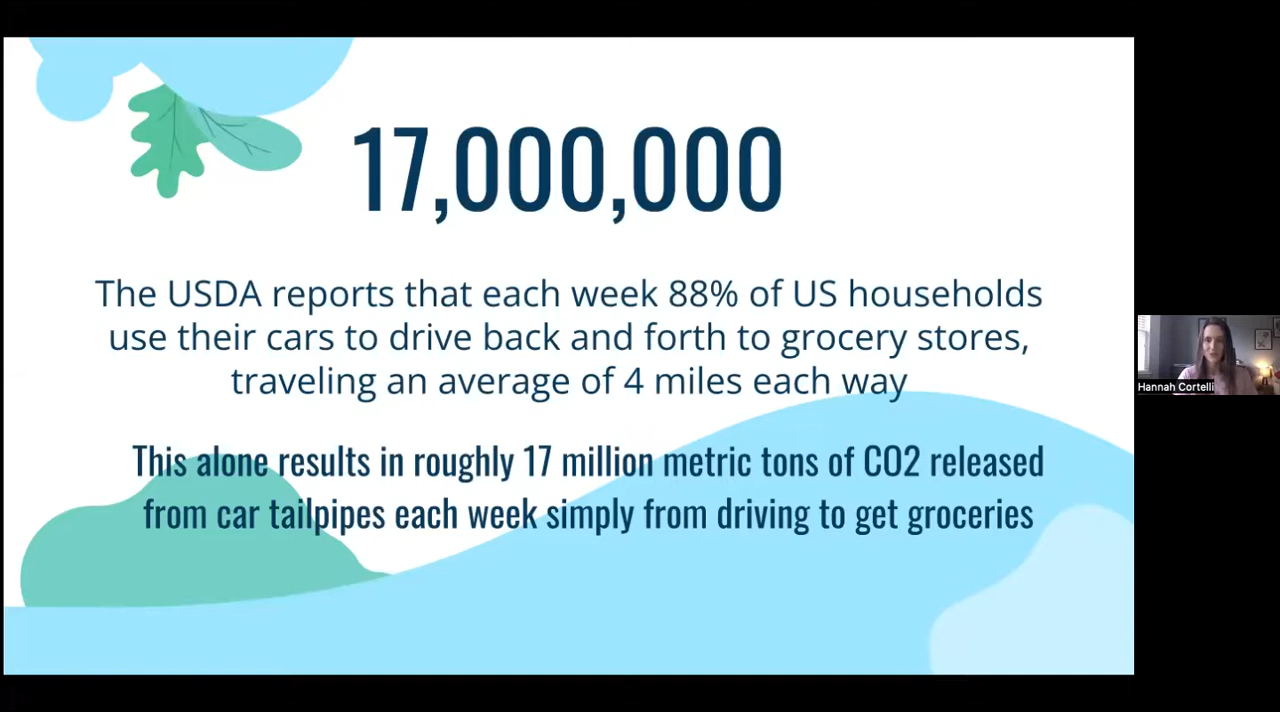 17,000,000
The USDA reports that each week 88% of US households
use their cars to drive back and forth to grocery stores,
traveling an average of 4 miles each way
This alone results in roughly 17 million metric tons of CO2 released
from car tailpipes each week simply from driving to get groceries
Hannah Cortelli